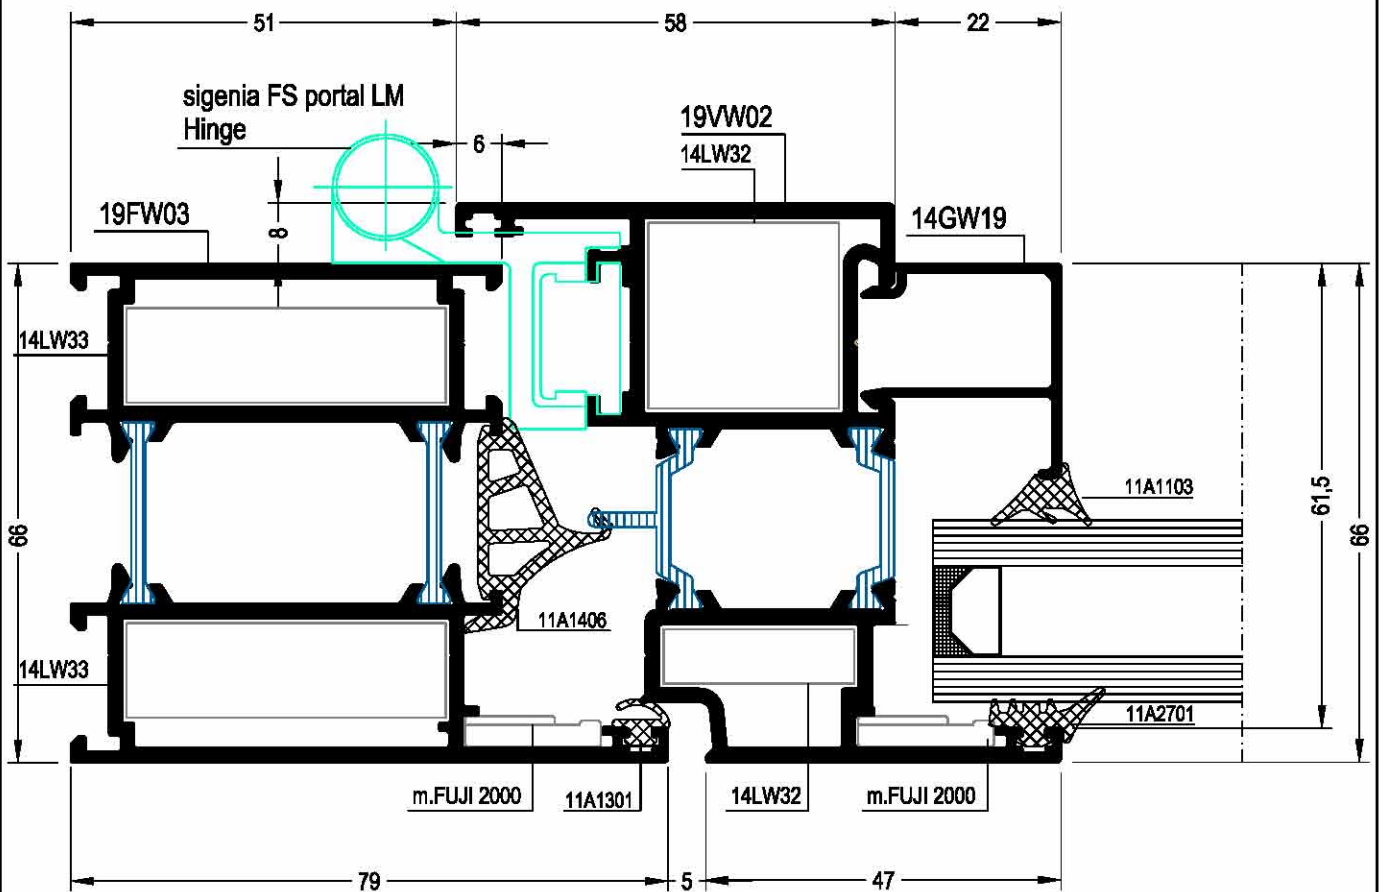 51
58
22
sigenia FS portal LM
Hinge
6
19VW02
14LW32
19FW03
8
14GW19
14LW33
66
11A1103
61,5
66
11A1406
14LW33
11A2701
m.FUJI 2000
11A1301
14LW32
m.FUJI 2000
79
5
47